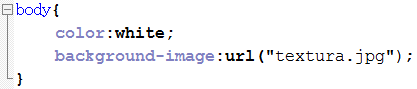 body{
color:white;
background-image:url("textura.jpg");
}